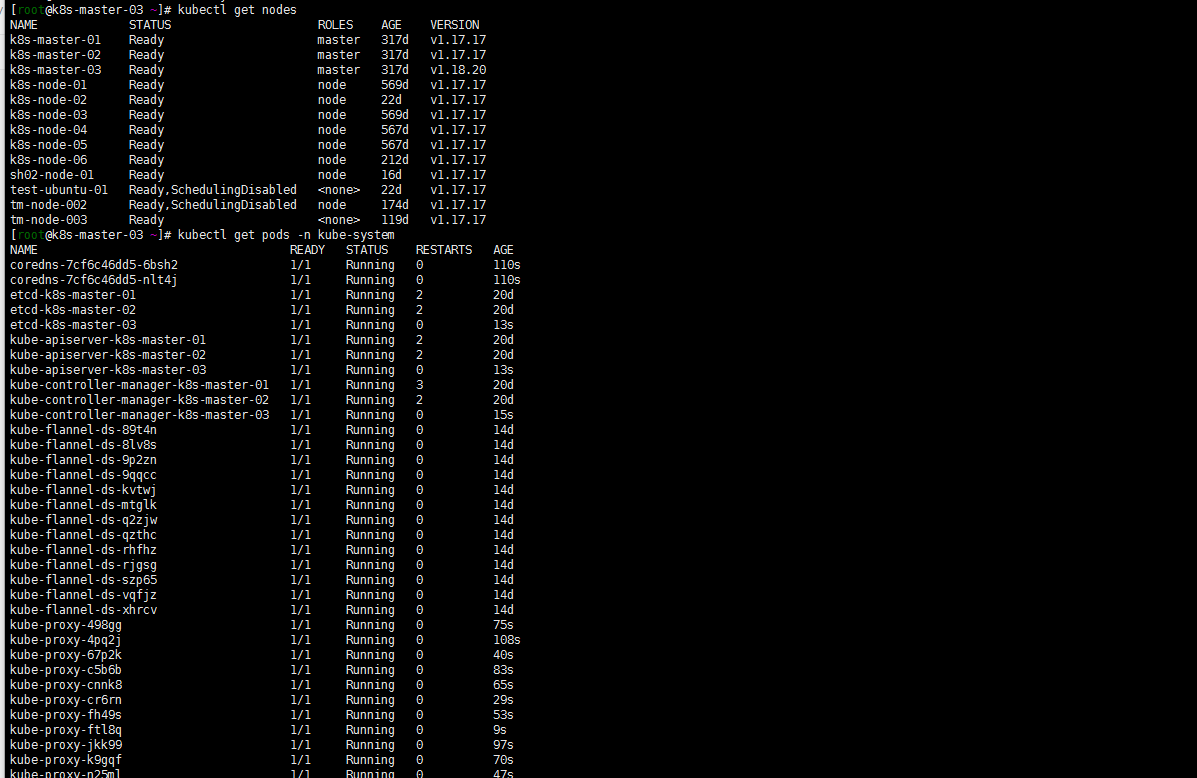 [root@k8s-master-03 ~]# kubectl get nodes
NAME STATUS ROLES AGE VERSION
k8s-master-01 Ready master 317d v1.17.17
k8s-master-02 Ready master 317d v1.17.17
k8s-master-03 Ready master 317d v1.18.20
k8s-node-01 Ready node 569d v1.17.17
k8s-node-02 Ready node 22d v1.17.17
k8s-node-03 Ready node 569d v1.17.17
k8s-node-04 Ready node 567d v1.17.17
k8s-node-05 Ready node 567d v1.17.17
k8s-node-06 Ready node 212d v1.17.17
sh02-node-01 Ready node 16d v1.17.17
test-ubuntu-01 Ready,SchedulingDisabled <none> 22d v1.17.17
tm-node-002 Ready,SchedulingDisabled node 174d v1.17.17
tm-node-003 Ready <none> 119d v1.17.17
[root@k8s-master-03 ~]# kubectl get pods -n kube-system
NAME READY STATUS RESTARTS AGE
coredns-7cf6c46dd5-6bsh2 1/1 Running 0 110s
coredns-7cf6c46dd5-nlt4j 1/1 Running 0 110s
etcd-k8s-master-01 1/1 Running 2 20d
etcd-k8s-master-02 1/1 Running 2 20d
etcd-k8s-master-03 1/1 Running 0 13s
kube-apiserver-k8s-master-01 1/1 Running 2 20d
kube-apiserver-k8s-master-02 1/1 Running 2 20d
kube-apiserver-k8s-master-03 1/1 Running 0 13s
kube-controller-manager-k8s-master-01 1/1 Running 3 20d
kube-controller-manager-k8s-master-02 1/1 Running 2 20d
kube-controller-manager-k8s-master-03 1/1 Running 0 15s
kube-flannel-ds-89t4n 1/1 Running 0 14d
kube-flannel-ds-8lv8s 1/1 Running 0 14d
kube-flannel-ds-9p2zn 1/1 Running 0 14d
kube-flannel-ds-9qqcc 1/1 Running 0 14d
kube-flannel-ds-kvtwj 1/1 Running 0 14d
kube-flannel-ds-mtglk 1/1 Running 0 14d
kube-flannel-ds-q2zjw 1/1 Running 0 14d
kube-flannel-ds-qzthc 1/1 Running 0 14d
kube-flannel-ds-rhfhz 1/1 Running 0 14d
kube-flannel-ds-rjgsg 1/1 Running 0 14d
kube-flannel-ds-szp65 1/1 Running 0 14d
kube-flannel-ds-vqfjz 1/1 Running 0 14d
kube-flannel-ds-xhrcv 1/1 Running 0 14d
kube-proxy-498gg 1/1 Running 0 75s
kube-proxy-4pq2j 1/1 Running 0 108s
kube-proxy-67p2k 1/1 Running 0 40s
kube-proxy-c5b6b 1/1 Running 0 83s
kube-proxy-cnnk8 1/1 Running 0 65s
kube-proxy-cr6rn 1/1 Running 0 29s
kube-proxy-fh49s 1/1 Running 0 53s
kube-proxy-ftl8q 1/1 Running 0 9s
kube-proxy-jkk99 1/1 Running 0 97s
kube-proxy-k9gqf 1/1 Running 0 70s
kube-proxy-n25ml 1/1 Running 0 47s